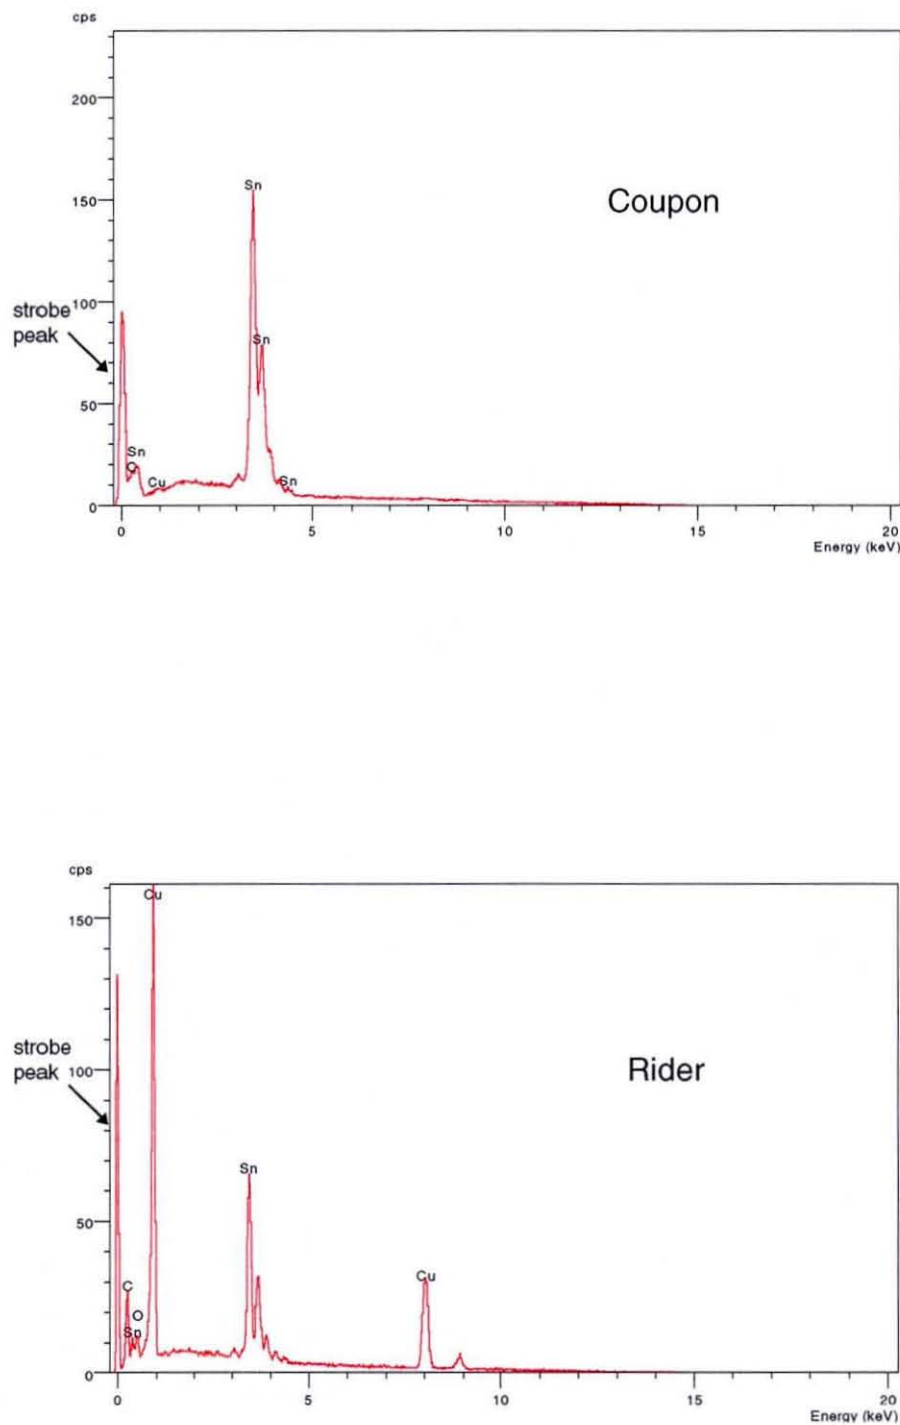 cps
200
150
100
50
0
Coupon
strobe
peak
Sn
Sn
Sn
O
Cu
Sn
0
5
10
15
20
Energy (keV)
cps
150
100
50
0
Rider
strobe
peak
Cu
Sn
C
O
Sn
Cu
0
5
10
15
20
Energy (keV)